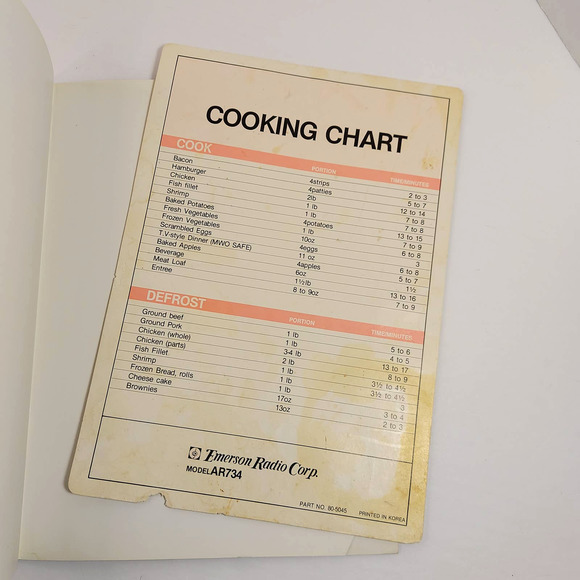 COOKING CHART
COOK PORTION TIME/MINUTES
Bacon 4strips 2 to 3
Hamburger 4patties 5 to 7
Chicken 2lb 12 to 14
Fish fillet 1 lb 7 to 8
Shrimp 1 lb 7 to 8
Baked Potatoes 4potatoes 13 to 15
Fresh Vegetables 1 lb 7 to 9
Frozen Vegetables 10oz 6 to 8
Scrambled Eggs 4eggs 3
T.V-style Dinner (MWO SAFE) 11 oz 6 to 8
Baked Apples 4apples 5 to 7
Beverage 6oz 1½
Meat Loaf 1½lb 13 to 16
Entree 8 to 9oz 7 to 9
DEFROST PORTION TIME/MINUTES
Ground beef 1 lb 5 to 6
Ground Pork 1 lb 4 to 5
Chicken (whole) 3-4 lb 13 to 17
Chicken (parts) 2 lb 8 to 9
Fish Fillet 1 lb 3½ to 4½
Shrimp 1 lb 3½ to 4½
Frozen Bread, rolls 1 lb 3
Cheese cake 17oz 3 to 4
Brownies 13oz 2 to 3
Emerson Radio Corp.
MODEL AR734
PART NO. 80-5045 PRINTED IN KOREA